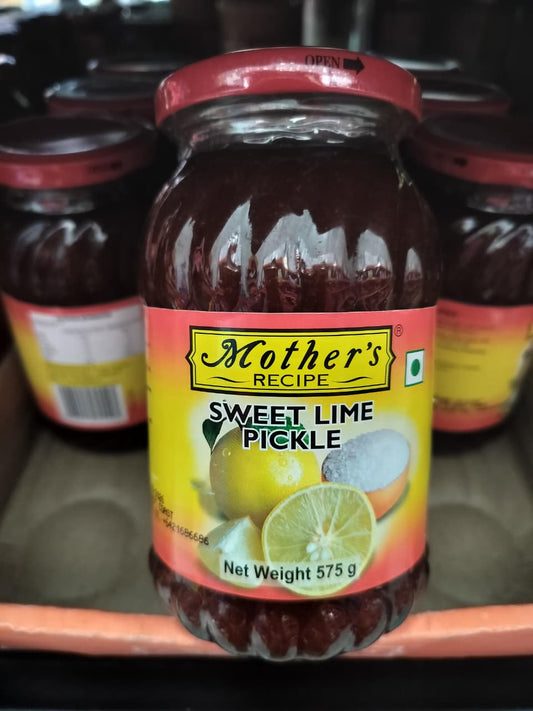 OPEN
Mother's
®
RECIPE
SWEET LIME
PICKLE
Net Weight 575 g